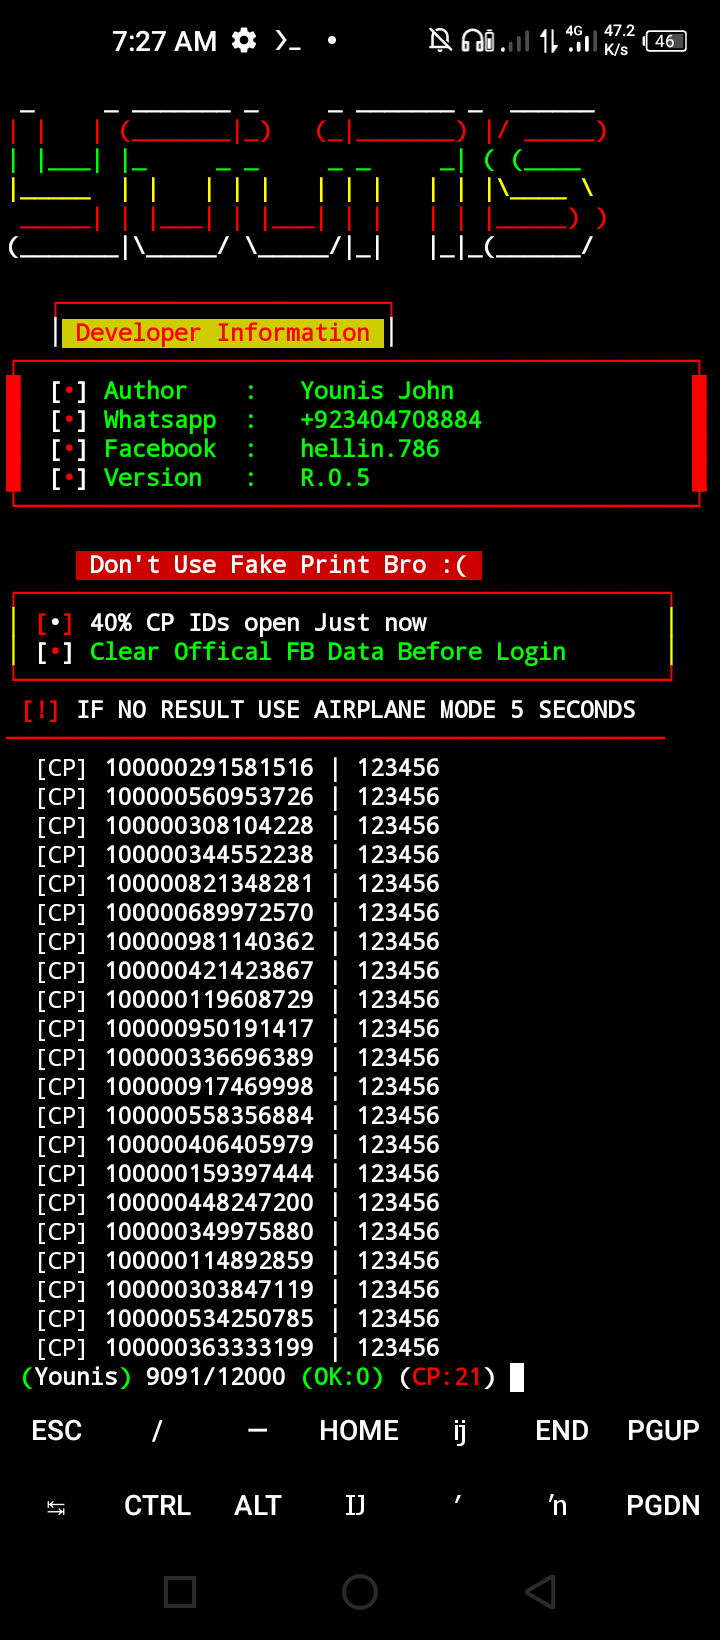 7:27 AM 4G 47.2 K/s 46
Developer Information
[•] Author : Younis John
[•] Whatsapp : +923404708884
[•] Facebook : hellin.786
[•] Version : R.0.5
Don't Use Fake Print Bro :(
[•] 40% CP IDs open Just now
[•] Clear Offical FB Data Before Login
[!] IF NO RESULT USE AIRPLANE MODE 5 SECONDS
[CP] 100000291581516 | 123456
[CP] 100000560953726 | 123456
[CP] 100000308104228 | 123456
[CP] 100000344552238 | 123456
[CP] 100000821348281 | 123456
[CP] 100000689972570 | 123456
[CP] 100000981140362 | 123456
[CP] 100000421423867 | 123456
[CP] 100000119608729 | 123456
[CP] 100000950191417 | 123456
[CP] 100000336696389 | 123456
[CP] 100000917469998 | 123456
[CP] 100000558356884 | 123456
[CP] 100000406405979 | 123456
[CP] 100000159397444 | 123456
[CP] 100000448247200 | 123456
[CP] 100000349975880 | 123456
[CP] 100000114892859 | 123456
[CP] 100000303847119 | 123456
[CP] 100000534250785 | 123456
[CP] 100000363333199 | 123456
(Younis) 9091/12000 (OK:0) (CP:21)
ESC / — HOME ĳ END PGUP
↹ CTRL ALT Ĳ ʼ ŉ PGDN